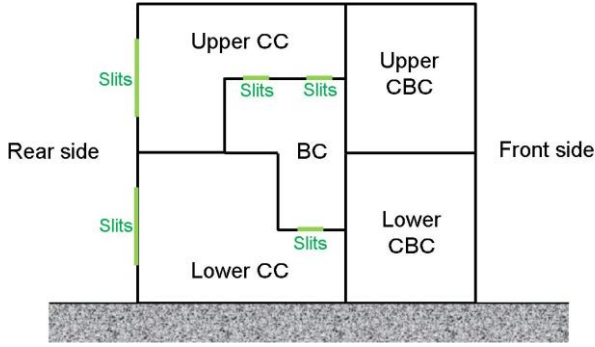 Upper CC
Upper
CBC
Slits
Slits
Slits
Rear side
BC
Front side
Slits
Lower
CBC
Slits
Lower CC